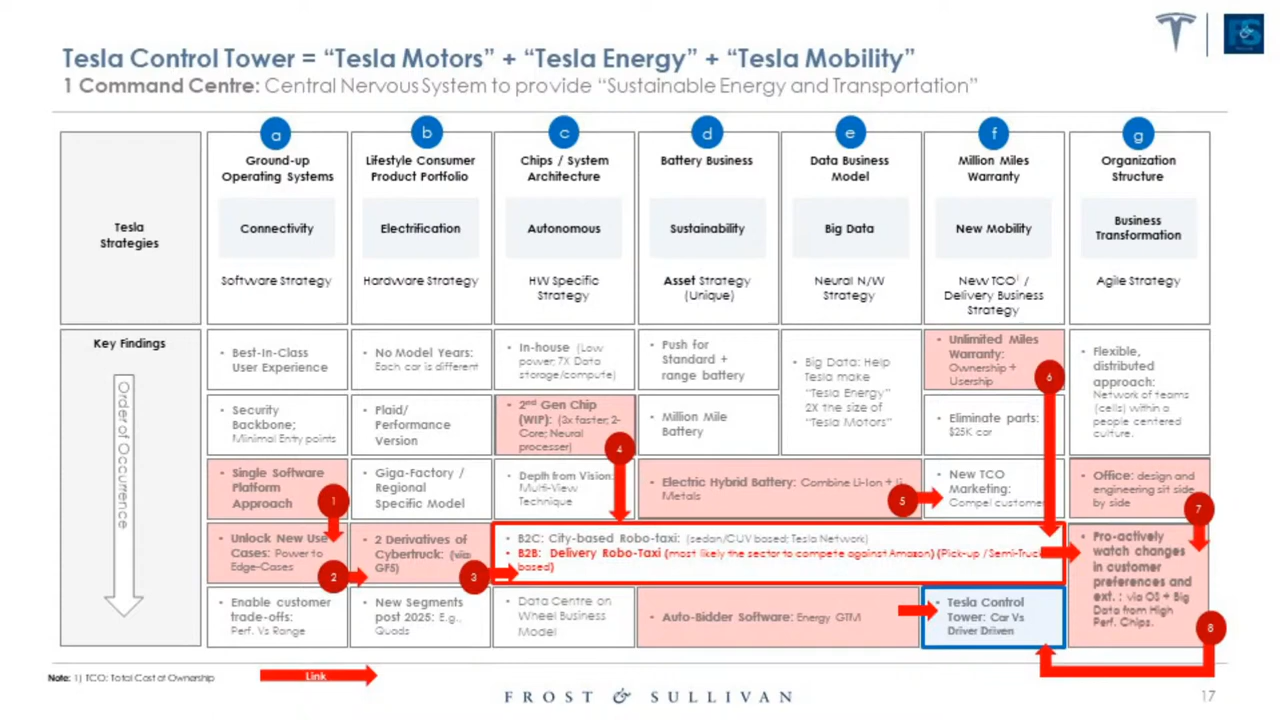 Tesla Control Tower = "Tesla Motors" + "Tesla Energy" + "Tesla Mobility"
1 Command Centre: Central Nervous System to provide "Sustainable Energy and Transportation"
&
a
b
c
d
e
f
g
Tesla
Strategies
Ground-up
Operating Systems
Connectivity
Software Strategy
Lifestyle Consumer
Product Portfolio
Electrification
Hardware Strategy
Chips / System
Architecture
Autonomous
HW Specific
Strategy
Battery Business
Sustainability
Asset Strategy
(Unique)
Data Business
Model
Big Data
Neural N/W
Strategy
Million Miles
Warranty
New Mobility
New TCO¹ /
Delivery Business
Strategy
Organization
Structure
Business
Transformation
Agile Strategy
Key Findings
Order of Occurrence
• Best-In-Class
User Experience
• Security
Backbone:
Minimal Entry points
• Single Software
Platform
Approach
1
• Unlock New Use
Cases: Power to
Edge-Cases
2
• Enable customer
trade-offs:
Perf. Vs Range
• No Model Years:
Each car is different
• Plaid/
Performance
Version
• Giga-Factory /
Regional
Specific Model
• 2 Derivatives of
Cybertruck: (via
GF5)
3
• New Segments
post 2025: E.g.,
Quads
• In-house (Low
power; 7X Data
storage/compute)
• 2nd Gen Chip
(WIP): (3x faster; 2-
Core; Neural
processer)
4
• Depth from Vision:
Multi-View
Technique
• B2C: City-based Robo-taxi: (sedan/CUV based; Tesla Network)
• B2B: Delivery Robo-Taxi (most likely the sector to compete against Amazon) (Pick-up / Semi-Truck
based)
• Data Centre on
Wheel Business
Model
• Push for
Standard +
range battery
• Million Mile
Battery
• Electric Hybrid Battery: Combine Li-Ion +
Metals
5
• Auto-Bidder Software: Energy GTM
• Big Data: Help
Tesla make
"Tesla Energy"
2X the size of
"Tesla Motors"
• Unlimited Miles
Warranty:
Ownership +
Usership
6
• Eliminate parts:
$25K car
• New TCO
Marketing:
Compel customer
• Tesla Control
Tower: Car Vs
Driver Driven
• Flexible,
distributed
approach:
Network of teams
(cells) within a
people centered
culture.
• Office: design and
engineering sit side
by side
7
• Pro-actively
watch changes
in customer
preferences and
ext. : via OS + Big
Data from High
Perf. Chips.
8
Note: 1) TCO: Total Cost of Ownership
Link
FROST & SULLIVAN
17